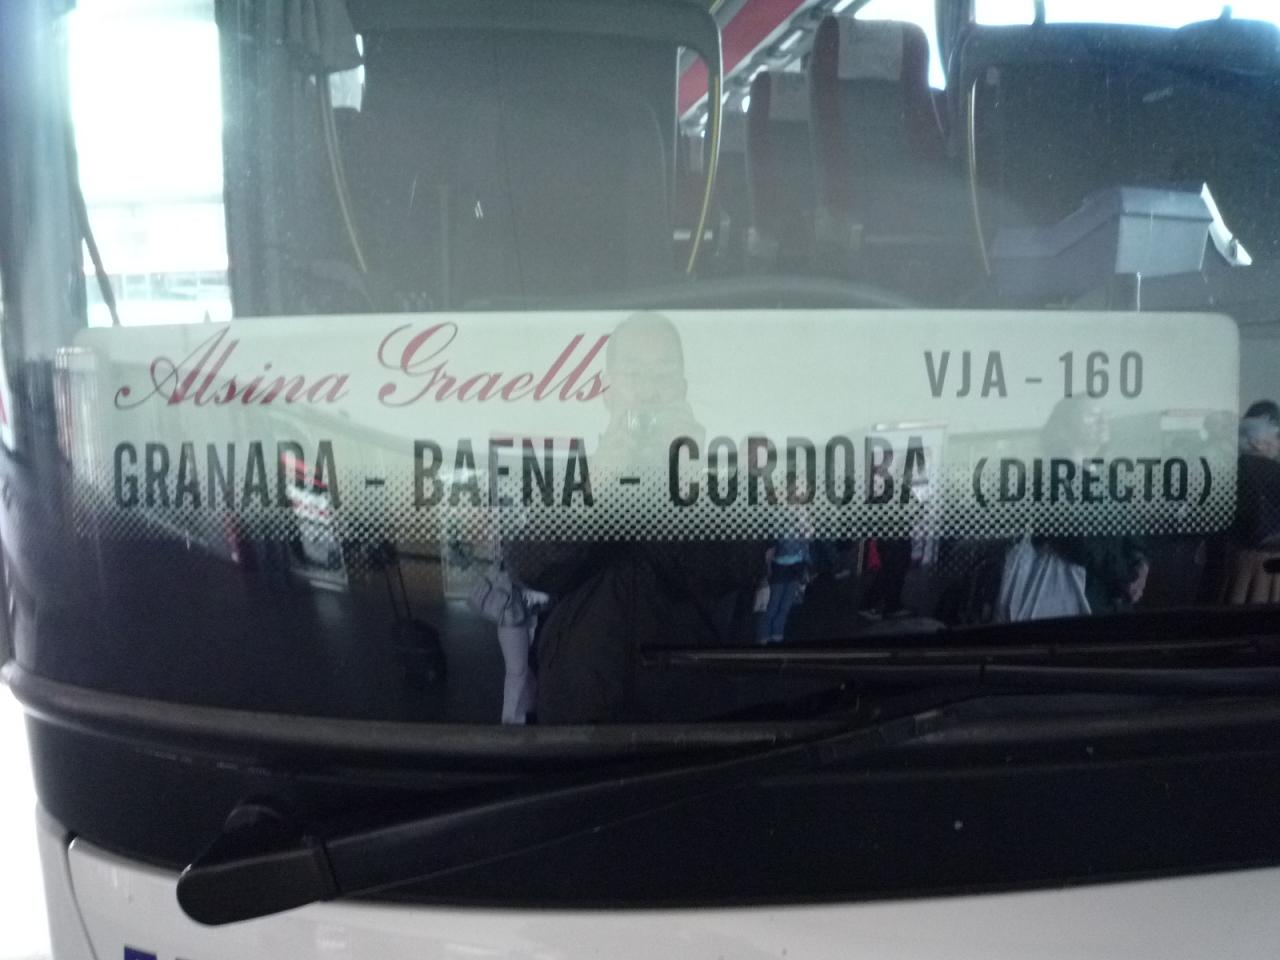 Alsina Graells VJA - 160
GRANADA - BAENA - CORDOBA (DIRECTO)